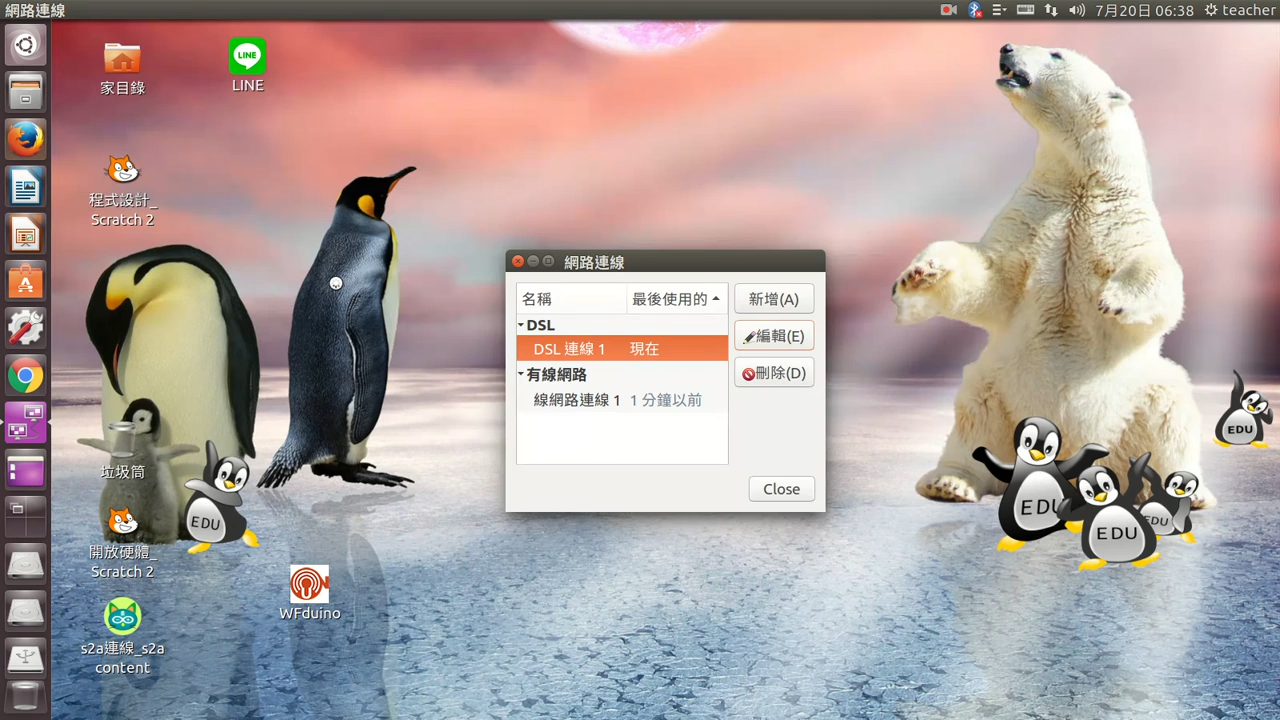 網路連線
7月20日 06:38
teacher
家目錄
LINE
LINE
程式設計_
Scratch 2
垃圾筒
開放硬體_
Scratch 2
WFduino
s2a連線_s2a
content
EDU
網路連線
名稱
最後使用的
新增(A)
DSL
編輯(E)
DSL 連線 1
現在
刪除(D)
有線網路
線網路連線 1
1 分鐘以前
Close
EDU
EDU
EDU
EDU